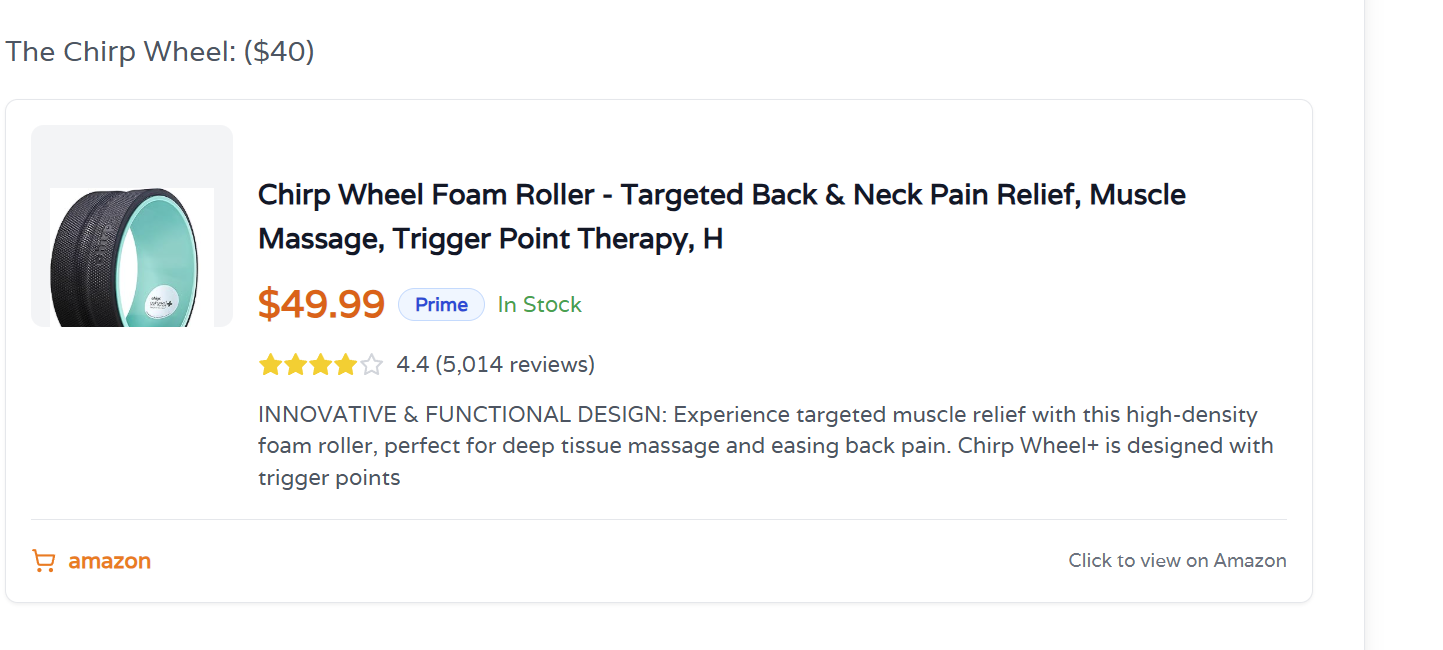 The Chirp Wheel: ($40)
Chirp Wheel Foam Roller - Targeted Back & Neck Pain Relief, Muscle
Massage, Trigger Point Therapy, H
$49.99 Prime In Stock
4.4 (5,014 reviews)
INNOVATIVE & FUNCTIONAL DESIGN: Experience targeted muscle relief with this high-density
foam roller, perfect for deep tissue massage and easing back pain. Chirp Wheel+ is designed with
trigger points
amazon
Click to view on Amazon